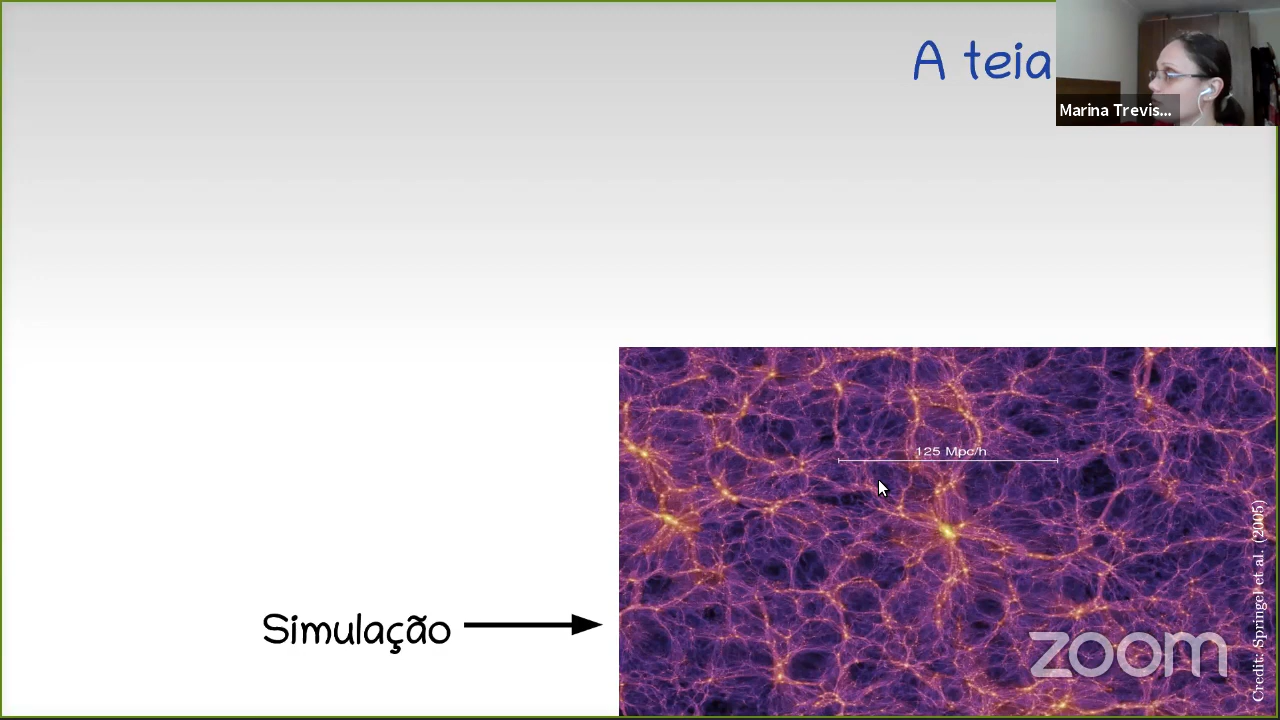 A teia
Marina Trevis...
125 Mpc/h
Simulação
Credit: Springel et al. (2005)
zoom